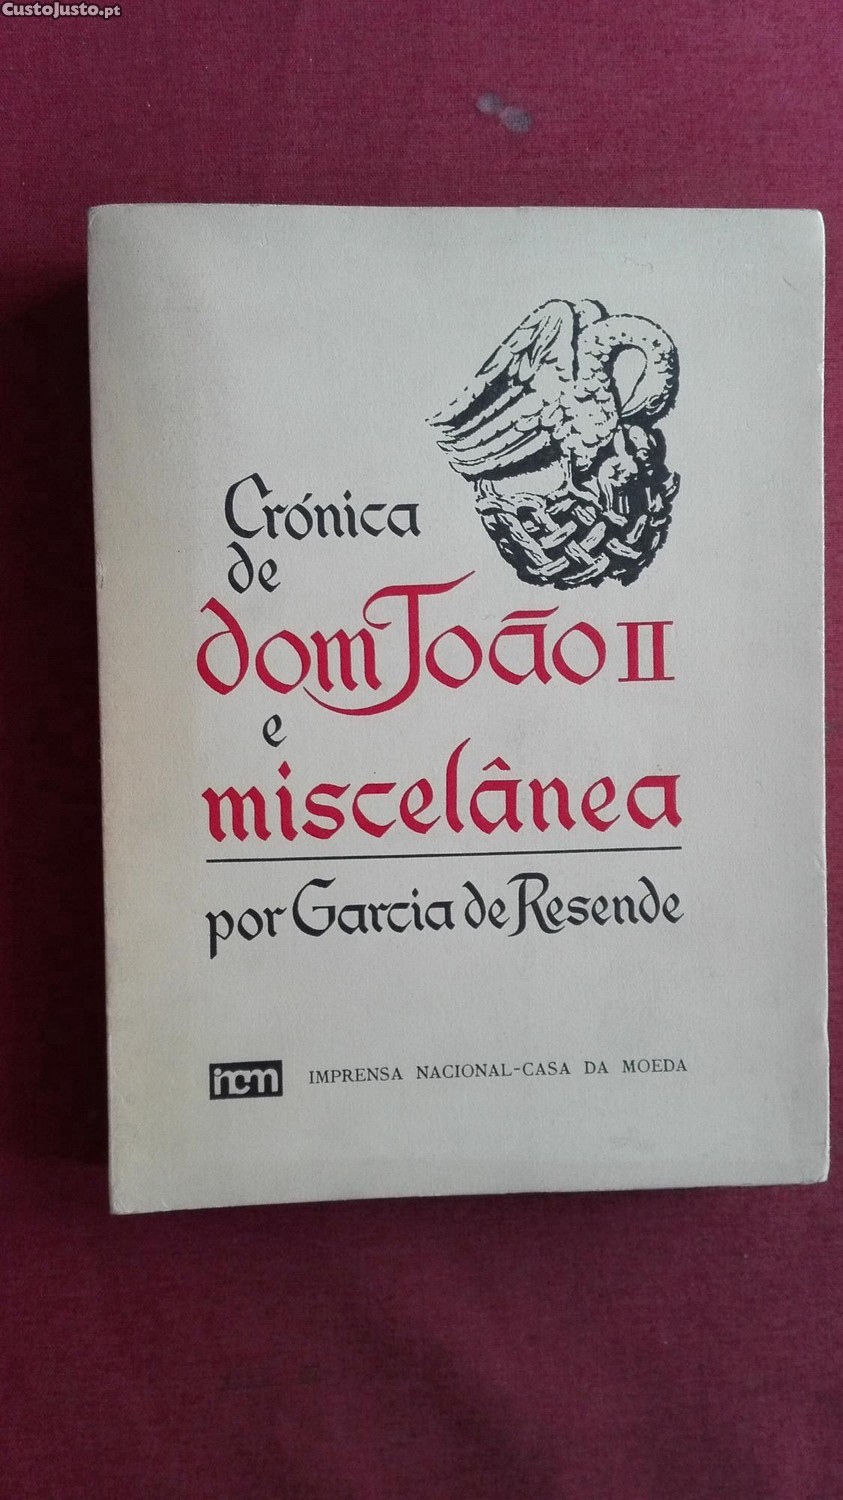 CustoJusto.pt
Crónica
de
dom João II
e
miscelânea
por Garcia de Resende
incm IMPRENSA NACIONAL-CASA DA MOEDA